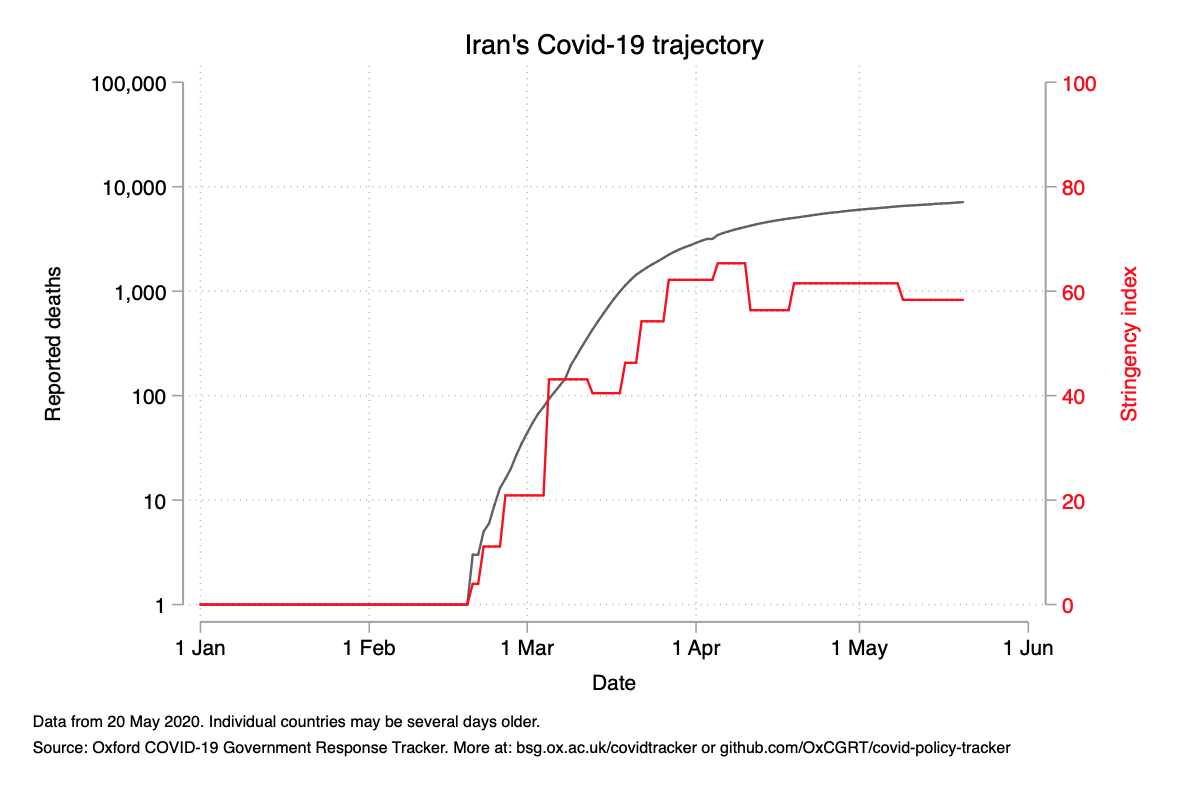 Iran's Covid-19 trajectory
100,000
10,000
1,000
100
10
1
Reported deaths
100
80
60
40
20
0
Stringency index
1 Jan
1 Feb
1 Mar
1 Apr
1 May
1 Jun
Date
Data from 20 May 2020. Individual countries may be several days older.
Source: Oxford COVID-19 Government Response Tracker. More at: bsg.ox.ac.uk/covidtracker or github.com/OxCGRT/covid-policy-tracker